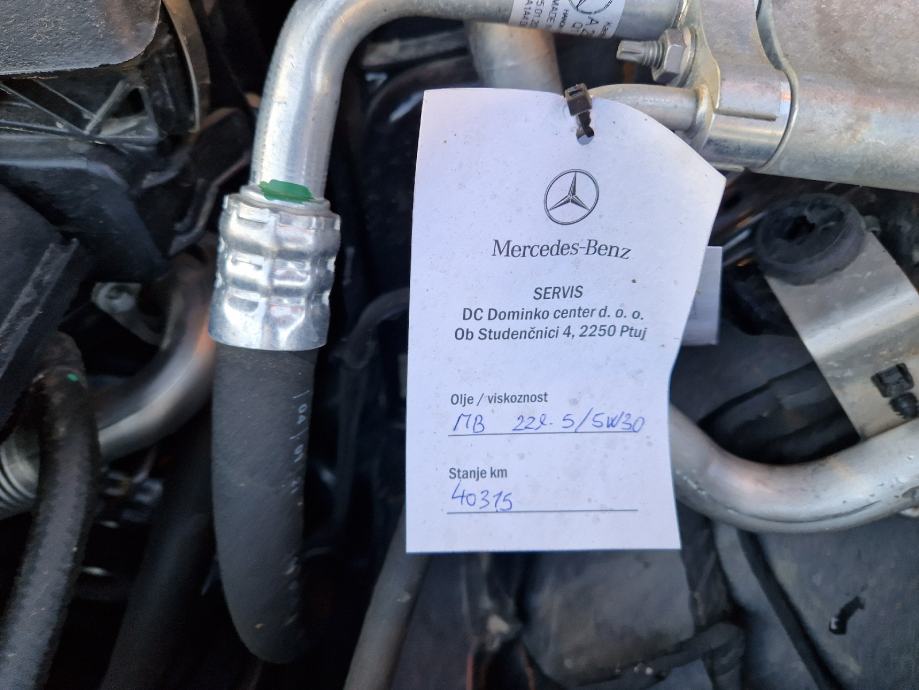 Mercedes-Benz
SERVIS
DC Dominko center d. o. o.
Ob Studenčnici 4, 2250 Ptuj
Olje / viskoznost
MB 229.5/5W30
Stanje km
40315